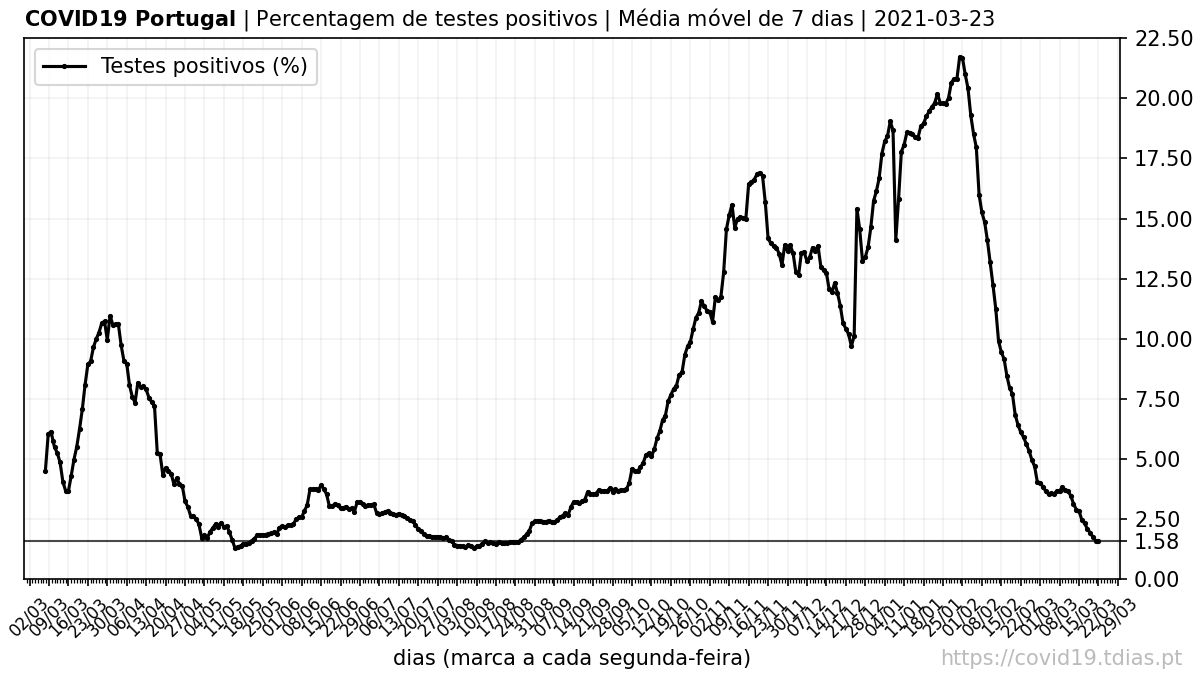 COVID19 Portugal | Percentagem de testes positivos | Média móvel de 7 dias | 2021-03-23
Testes positivos (%)
22.50
20.00
17.50
15.00
12.50
10.00
7.50
5.00
2.50
1.58
0.00
02/03 09/03 16/03 23/03 30/03 06/04 13/04 20/04 27/04 04/05 11/05 18/05 25/05 01/06 08/06 15/06 22/06 29/06 06/07 13/07 20/07 27/07 03/08 10/08 17/08 24/08 31/08 07/09 14/09 21/09 28/09 05/10 12/10 19/10 26/10 02/11 09/11 16/11 23/11 30/11 07/12 14/12 21/12 28/12 04/01 11/01 18/01 25/01 01/02 08/02 15/02 22/02 01/03 08/03 15/03 22/03 29/03
dias (marca a cada segunda-feira)
https://covid19.tdias.pt